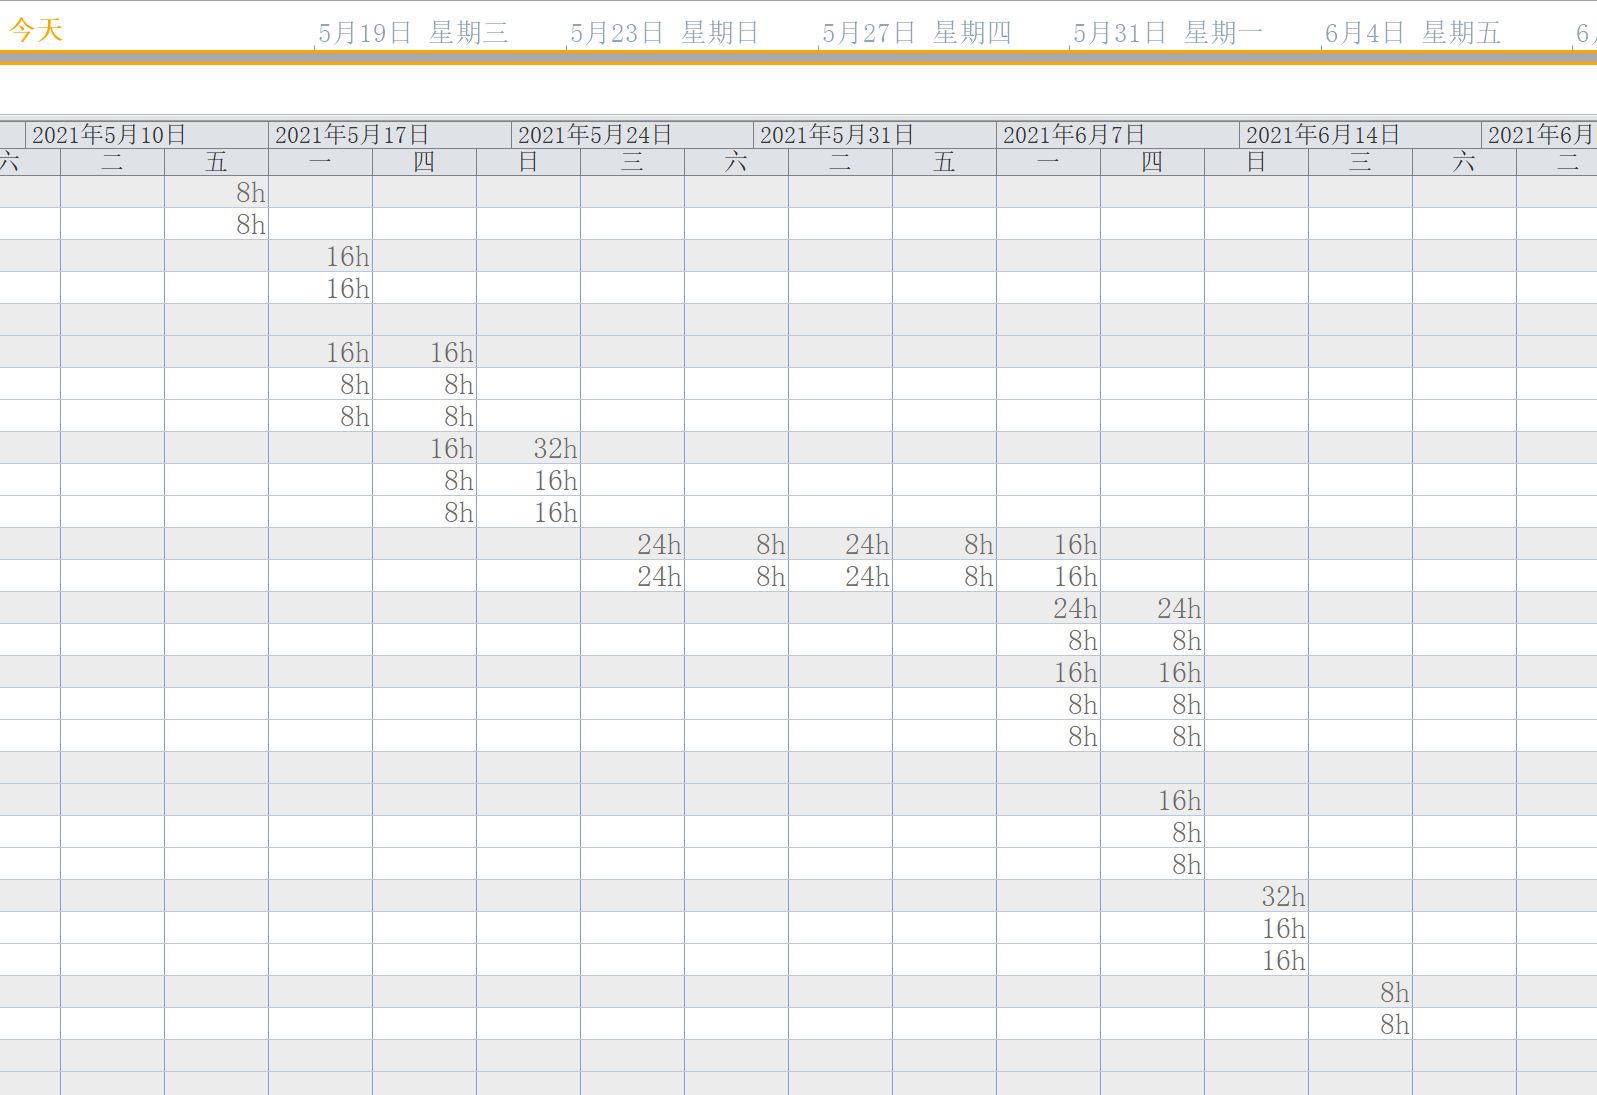 今天 5月19日 星期三 5月23日 星期日 5月27日 星期四 5月31日 星期一 6月4日 星期五 6
2021年5月10日 2021年5月17日 2021年5月24日 2021年5月31日 2021年6月7日 2021年6月14日 2021年6月
六 二 五 一 四 日 三 六 二 五 一 四 日 三 六 二
8h
8h
16h
16h
16h 16h
8h 8h
8h 8h
16h 32h
8h 16h
8h 16h
24h 8h 24h 8h 16h
24h 8h 24h 8h 16h
24h 24h
8h 8h
16h 16h
8h 8h
8h 8h
16h
8h
8h
32h
16h
16h
8h
8h